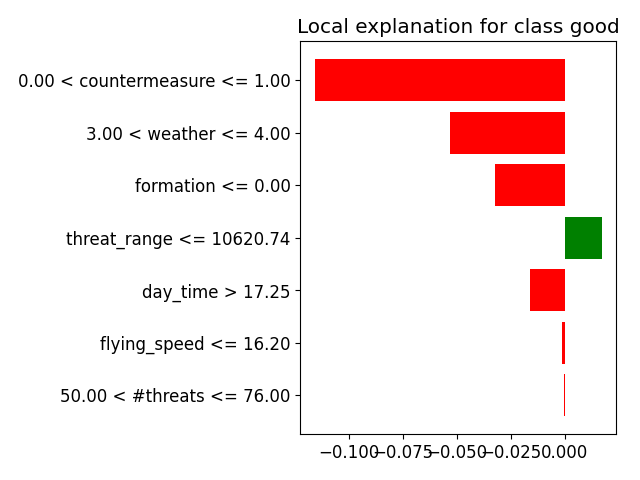 Local explanation for class good
0.00 < countermeasure <= 1.00
3.00 < weather <= 4.00
formation <= 0.00
threat_range <= 10620.74
day_time > 17.25
flying_speed <= 16.20
50.00 < #threats <= 76.00
−0.100 −0.075 −0.050 −0.025 0.000